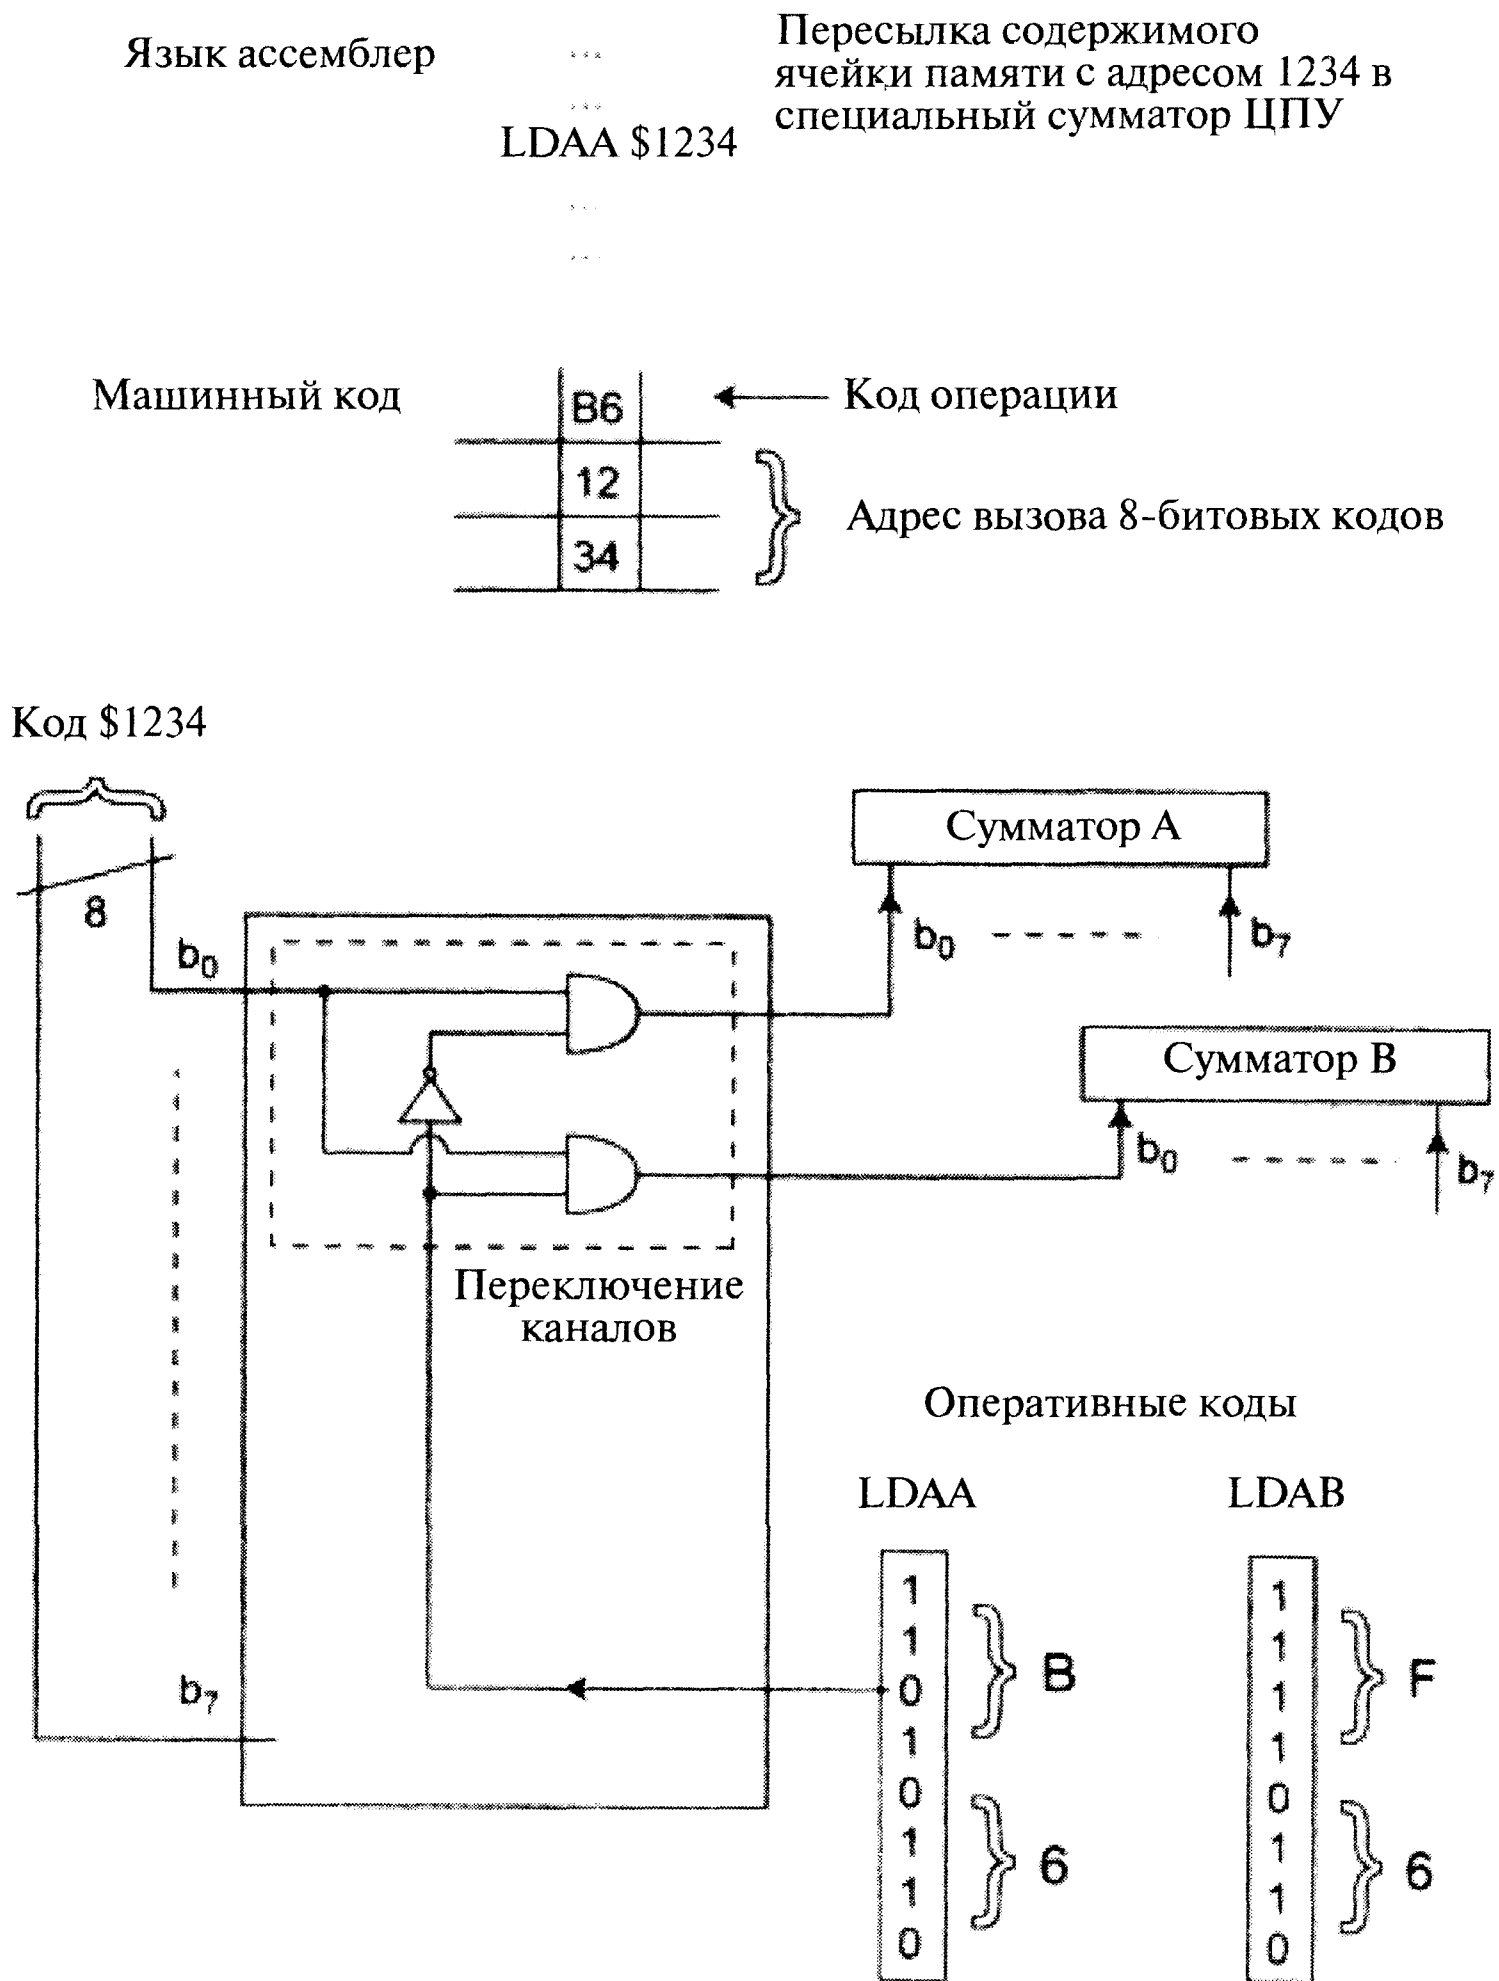 Язык ассемблер
...
...
LDAA $1234
...
...
Пересылка содержимого
ячейки памяти с адресом 1234 в
специальный сумматор ЦПУ
Машинный код
B6
12
34
Код операции
Адрес вызова 8-битовых кодов
Код $1234
8
b0
b7
Сумматор А
b0
b7
Сумматор В
b0
b7
Переключение
каналов
Оперативные коды
LDAA
1
1
0
1
0
1
1
0
B
6
LDAB
1
1
1
1
0
1
1
0
F
6